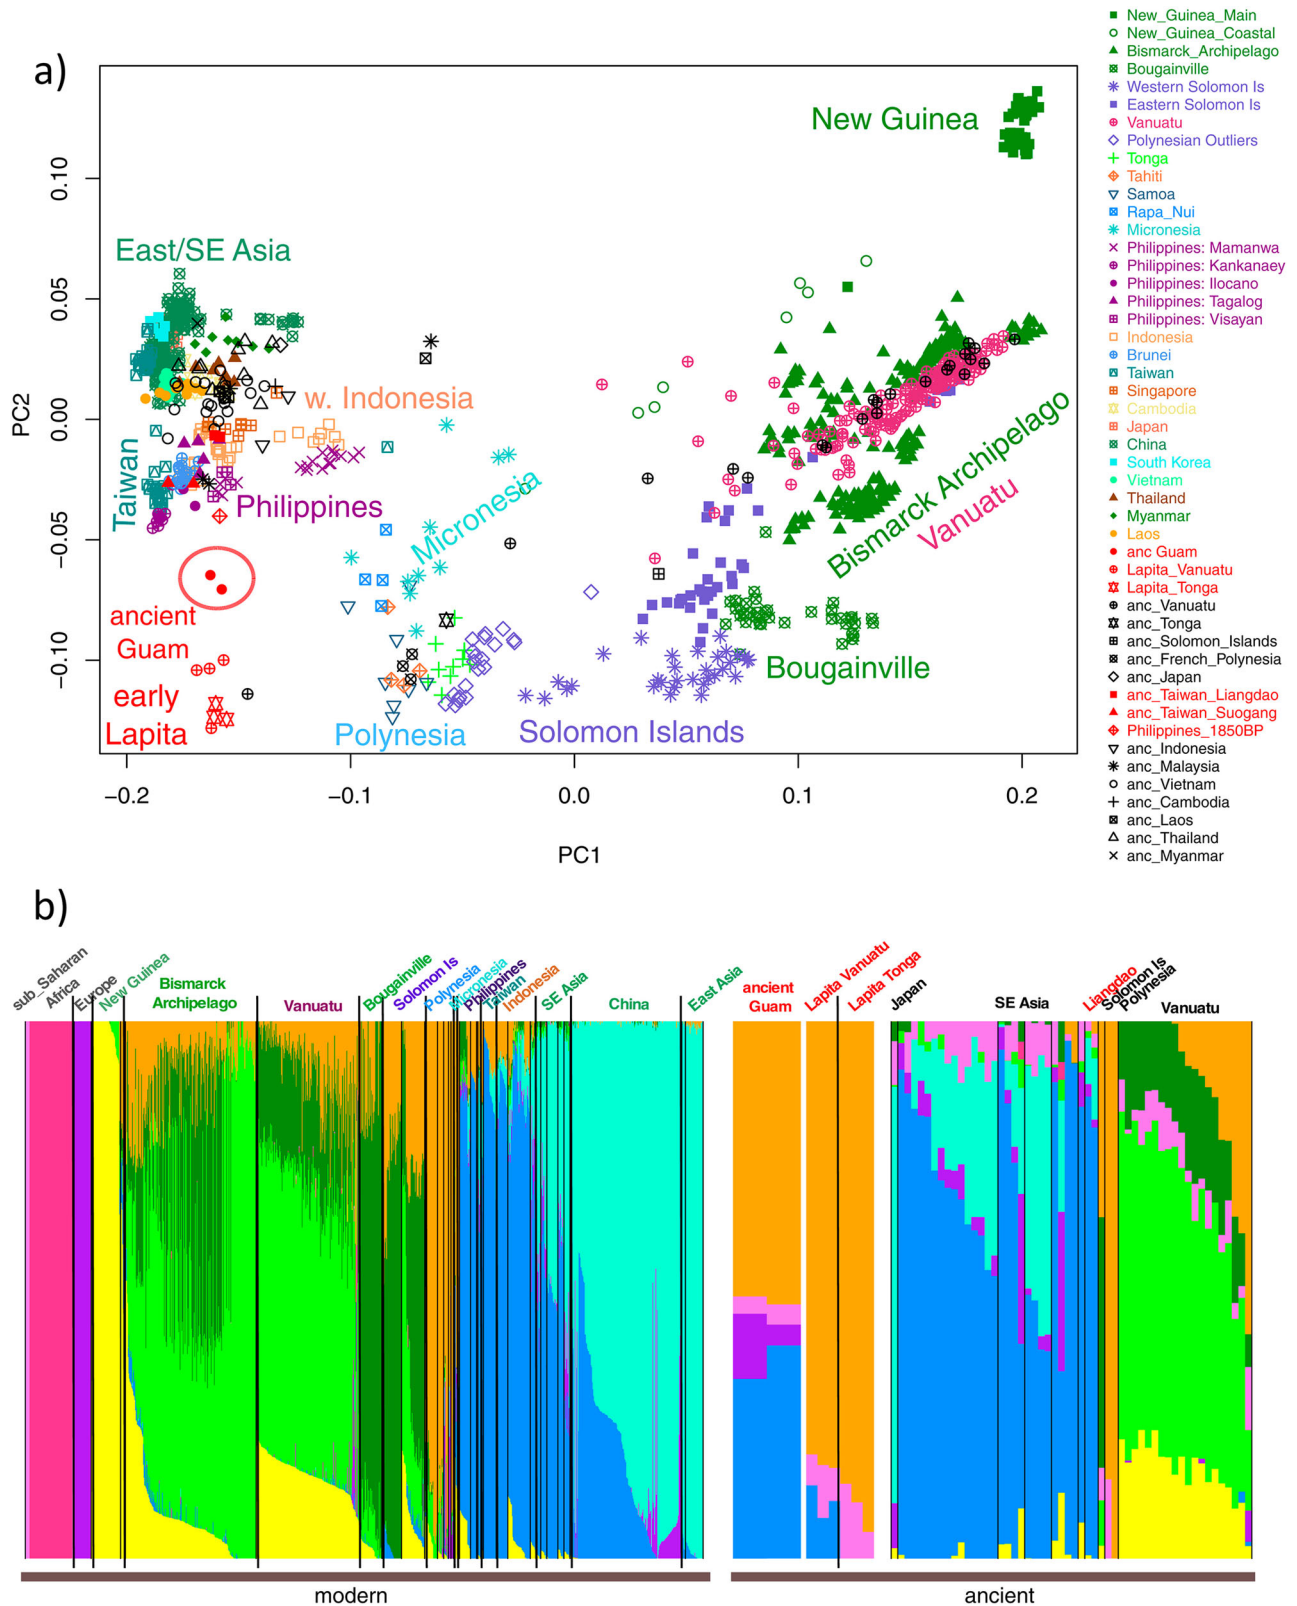 a)
New Guinea
East/SE Asia
w. Indonesia
Taiwan
Philippines
Micronesia
Bismarck Archipelago
Vanuatu
ancient
Guam
early
Lapita
Polynesia
Solomon Islands
Bougainville
PC2
0.10
0.05
0.00
−0.05
−0.10
−0.2
−0.1
0.0
0.1
0.2
PC1
New_Guinea_Main
New_Guinea_Coastal
Bismarck_Archipelago
Bougainville
Western Solomon Is
Eastern Solomon Is
Vanuatu
Polynesian Outliers
Tonga
Tahiti
Samoa
Rapa_Nui
Micronesia
Philippines: Mamanwa
Philippines: Kankanaey
Philippines: Ilocano
Philippines: Tagalog
Philippines: Visayan
Indonesia
Brunei
Taiwan
Singapore
Cambodia
Japan
China
South Korea
Vietnam
Thailand
Myanmar
Laos
anc Guam
Lapita_Vanuatu
Lapita_Tonga
anc_Vanuatu
anc_Tonga
anc_Solomon_Islands
anc_French_Polynesia
anc_Japan
anc_Taiwan_Liangdao
anc_Taiwan_Suogang
Philippines_1850BP
anc_Indonesia
anc_Malaysia
anc_Vietnam
anc_Cambodia
anc_Laos
anc_Thailand
anc_Myanmar
b)
sub_Saharan
Africa
Europe
New Guinea
Bismarck
Archipelago
Vanuatu
Bougainville
Solomon Is
Polynesia
Micronesia
Philippines
Taiwan
Indonesia
SE Asia
China
East Asia
ancient
Guam
Lapita Vanuatu
Lapita Tonga
Japan
SE Asia
Liangdao
Solomon Is
Polynesia
Vanuatu
modern
ancient